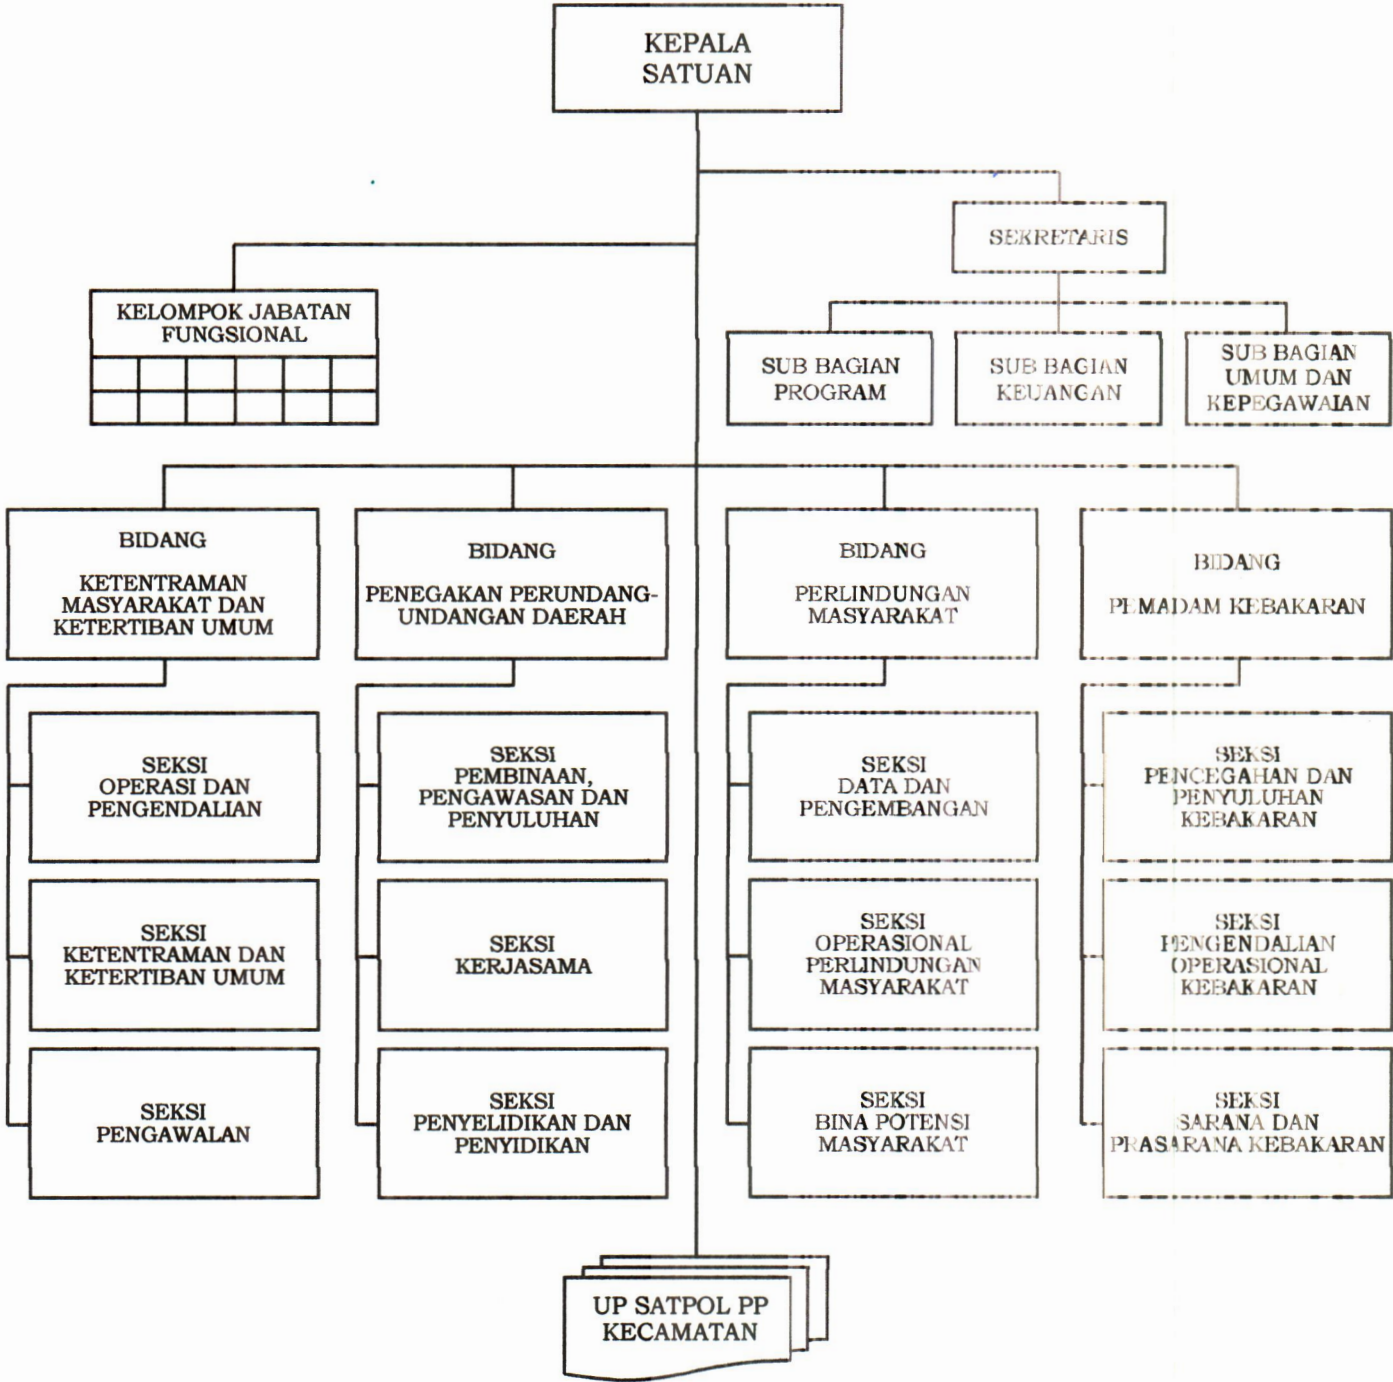 KEPALA
SATUAN
SEKRETARIS
KELOMPOK JABATAN
FUNGSIONAL
SUB BAGIAN
PROGRAM
SUB BAGIAN
KEUANGAN
SUB BAGIAN
UMUM DAN
KEPEGAWAIAN
BIDANG
KETENTRAMAN
MASYARAKAT DAN
KETERTIBAN UMUM
BIDANG
PENEGAKAN PERUNDANG-
UNDANGAN DAERAH
BIDANG
PERLINDUNGAN
MASYARAKAT
BIDANG
PEMADAM KEBAKARAN
SEKSI
OPERASI DAN
PENGENDALIAN
SEKSI
PEMBINAAN,
PENGAWASAN DAN
PENYULUHAN
SEKSI
DATA DAN
PENGEMBANGAN
SEKSI
PENCEGAHAN DAN
PENYULUHAN
KEBAKARAN
SEKSI
KETENTRAMAN DAN
KETERTIBAN UMUM
SEKSI
KERJASAMA
SEKSI
OPERASIONAL
PERLINDUNGAN
MASYARAKAT
SEKSI
PENGENDALIAN
OPERASIONAL
KEBAKARAN
SEKSI
PENGAWALAN
SEKSI
PENYELIDIKAN DAN
PENYIDIKAN
SEKSI
BINA POTENSI
MASYARAKAT
SEKSI
SARANA DAN
PRASARANA KEBAKARAN
UP SATPOL PP
KECAMATAN